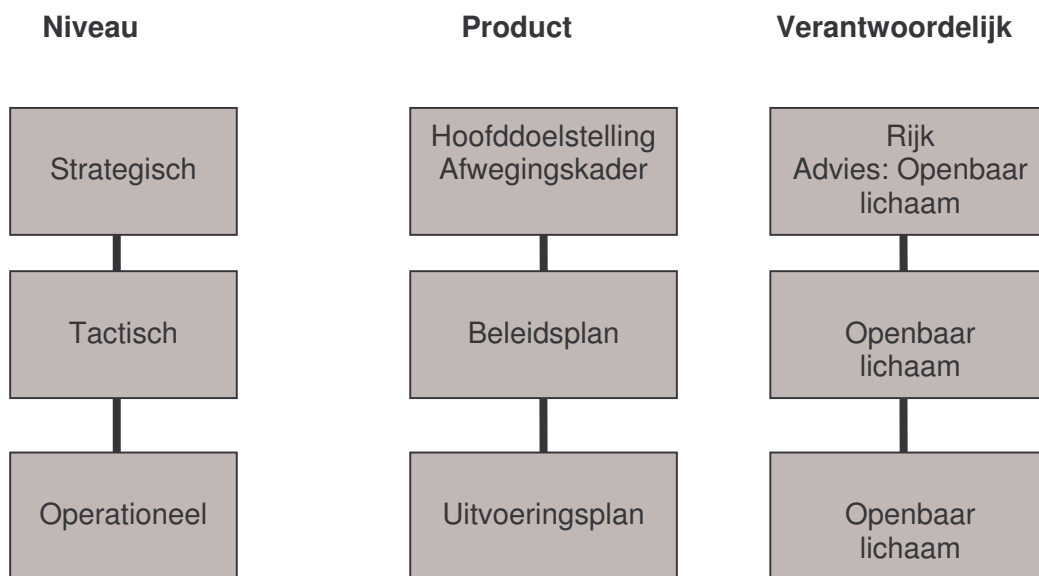 Niveau Product Verantwoordelijk
Strategisch
Hoofddoelstelling
Afwegingskader
Rijk
Advies: Openbaar
lichaam
Tactisch
Beleidsplan
Openbaar
lichaam
Operationeel
Uitvoeringsplan
Openbaar
lichaam